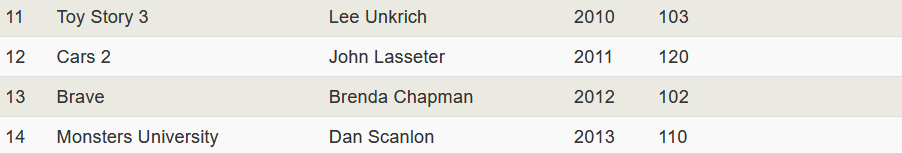 11 Toy Story 3 Lee Unkrich 2010 103
12 Cars 2 John Lasseter 2011 120
13 Brave Brenda Chapman 2012 102
14 Monsters University Dan Scanlon 2013 110